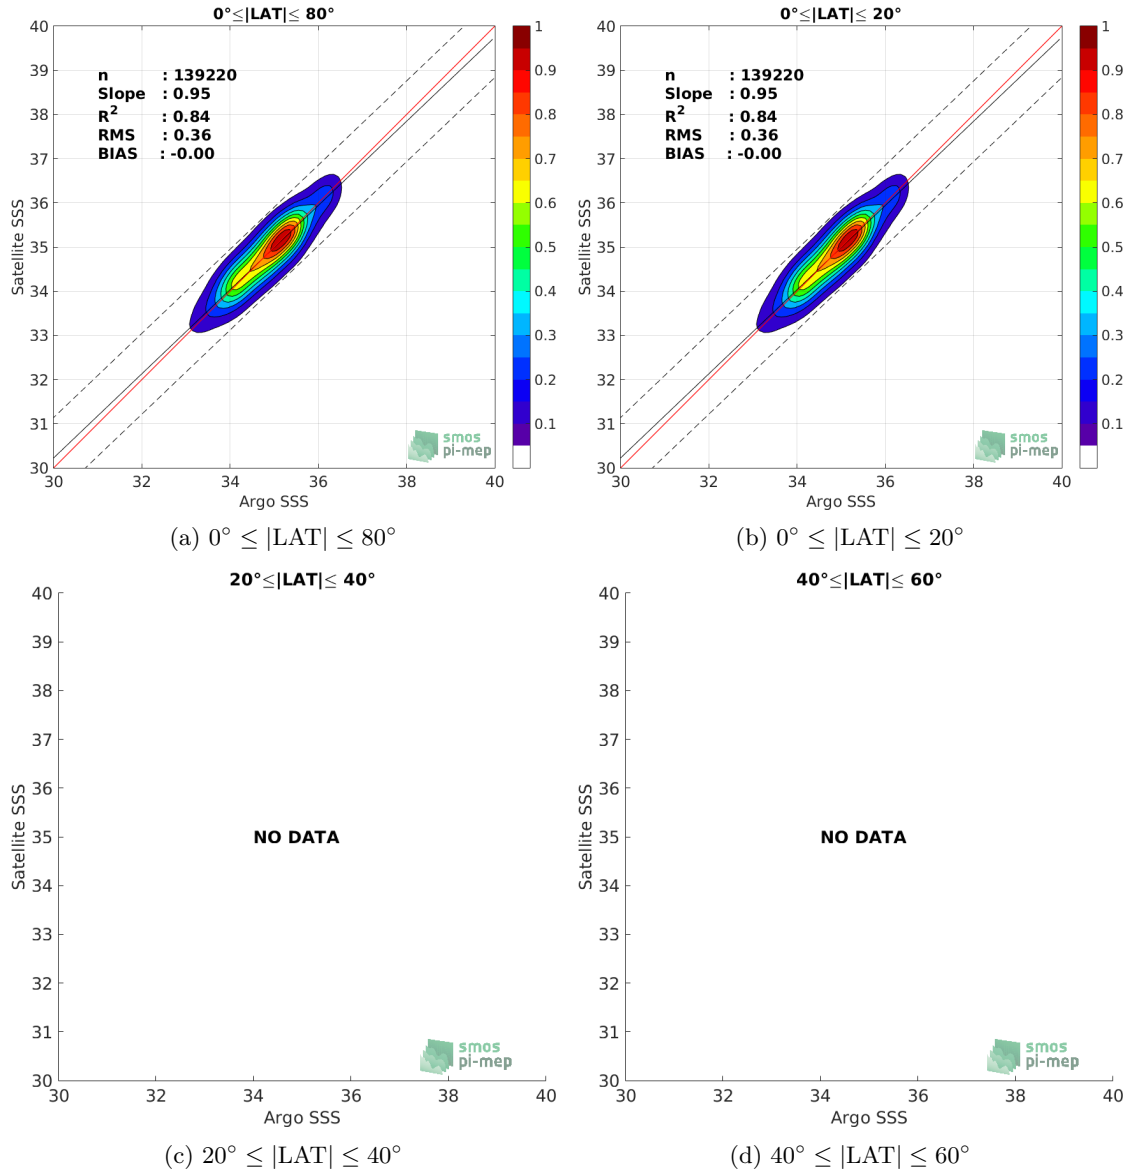 0°≤|LAT|≤ 80°
40
39
38
37
36
35
34
33
32
31
30
Satellite SSS
n : 139220
Slope : 0.95
R² : 0.84
RMS : 0.36
BIAS : -0.00
smos
pi-mep
30 32 34 36 38 40
Argo SSS
1
0.9
0.8
0.7
0.6
0.5
0.4
0.3
0.2
0.1
(a) 0° ≤ |LAT| ≤ 80°
0°≤|LAT|≤ 20°
40
39
38
37
36
35
34
33
32
31
30
Satellite SSS
n : 139220
Slope : 0.95
R² : 0.84
RMS : 0.36
BIAS : -0.00
smos
pi-mep
30 32 34 36 38 40
Argo SSS
1
0.9
0.8
0.7
0.6
0.5
0.4
0.3
0.2
0.1
(b) 0° ≤ |LAT| ≤ 20°
20°≤|LAT|≤ 40°
40
39
38
37
36
35
34
33
32
31
30
Satellite SSS
NO DATA
smos
pi-mep
30 32 34 36 38 40
Argo SSS
(c) 20° ≤ |LAT| ≤ 40°
40°≤|LAT|≤ 60°
40
39
38
37
36
35
34
33
32
31
30
Satellite SSS
NO DATA
smos
pi-mep
30 32 34 36 38 40
Argo SSS
(d) 40° ≤ |LAT| ≤ 60°